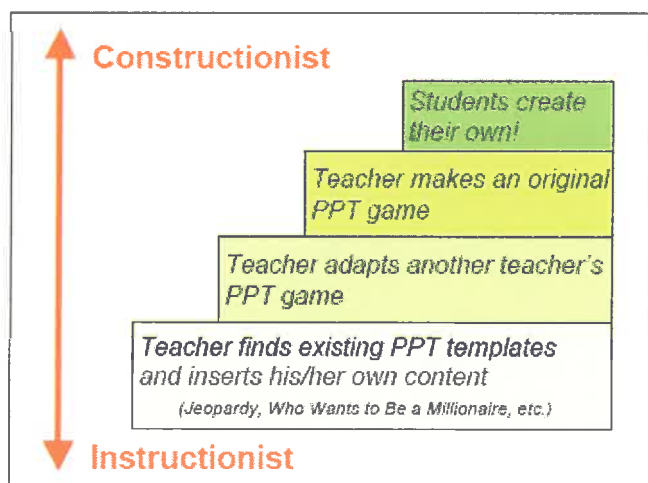 Constructionist
Students create
their own!
Teacher makes an original
PPT game
Teacher adapts another teacher's
PPT game
Teacher finds existing PPT templates
and inserts his/her own content
(Jeopardy, Who Wants to Be a Millionaire, etc.)
Instructionist